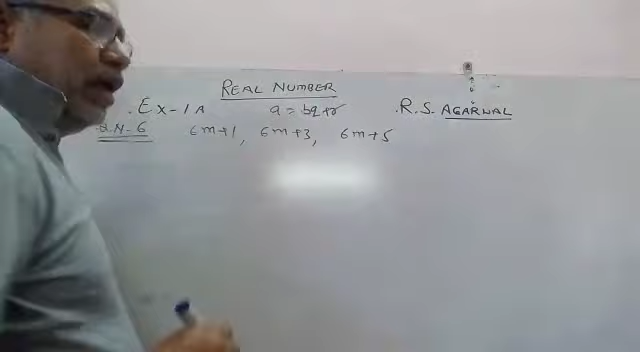 REAL NUMBER
Ex-1A a = bq+r R.S. AGARWAL
Q.N-6 6m+1, 6m+3, 6m+5